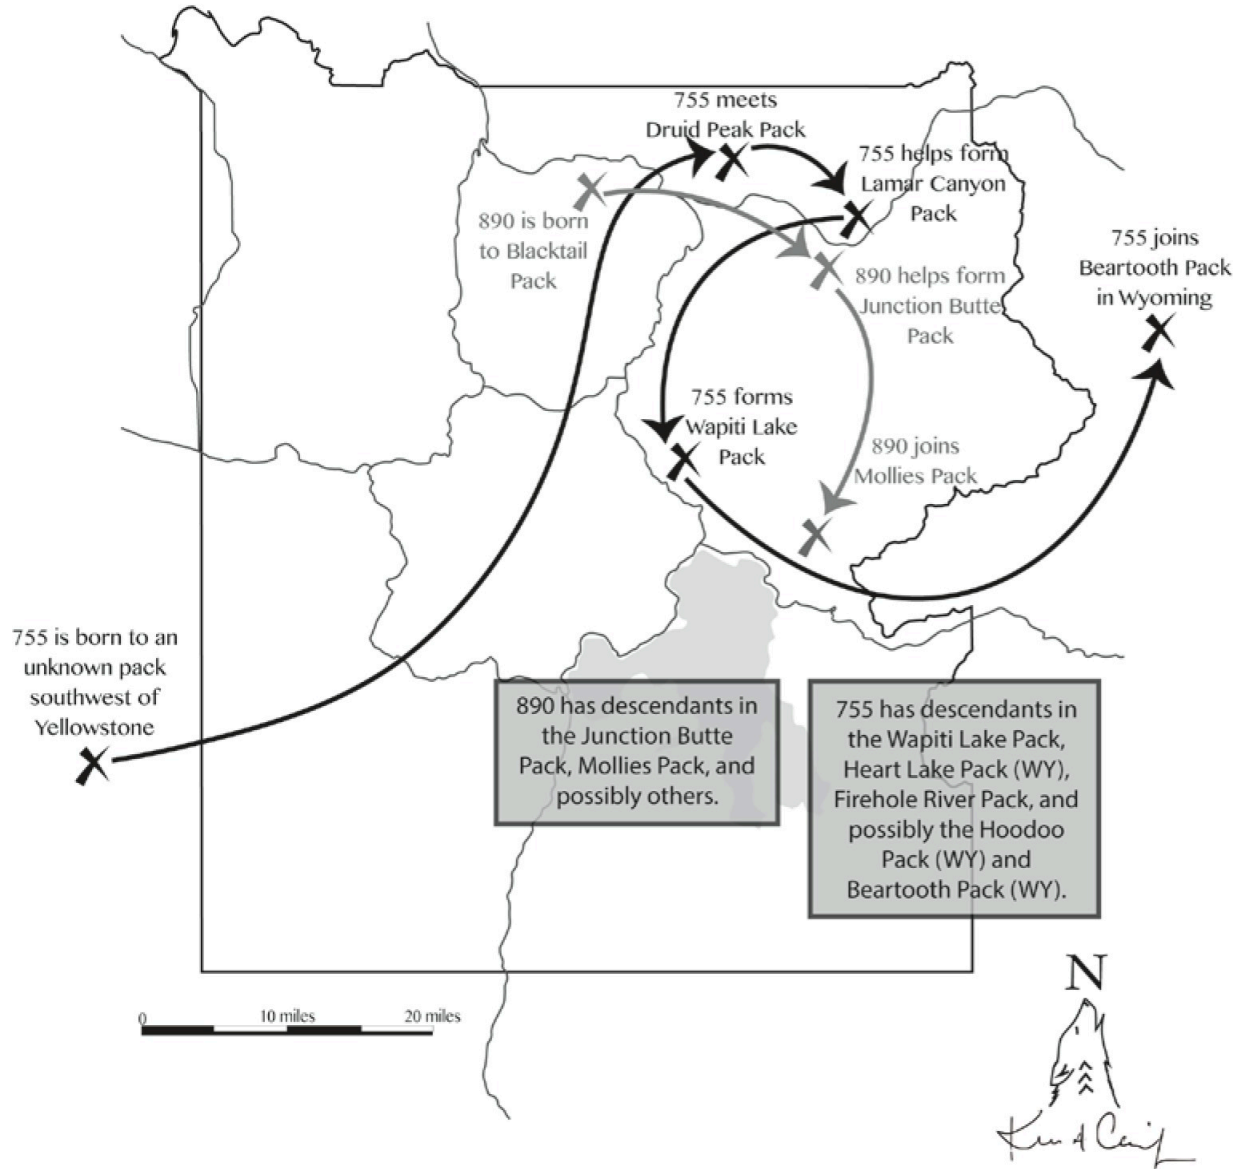 755 meets
Druid Peak Pack
755 helps form
Lamar Canyon
Pack
890 is born
to Blacktail
Pack
755 joins
Beartooth Pack
in Wyoming
890 helps form
Junction Butte
Pack
755 forms
Wapiti Lake
Pack
890 joins
Mollies Pack
755 is born to an
unknown pack
southwest of
Yellowstone
890 has descendants in
the Junction Butte
Pack, Mollies Pack, and
possibly others.
755 has descendants in
the Wapiti Lake Pack,
Heart Lake Pack (WY),
Firehole River Pack, and
possibly the Hoodoo
Pack (WY) and
Beartooth Pack (WY).
N
0 10 miles 20 miles